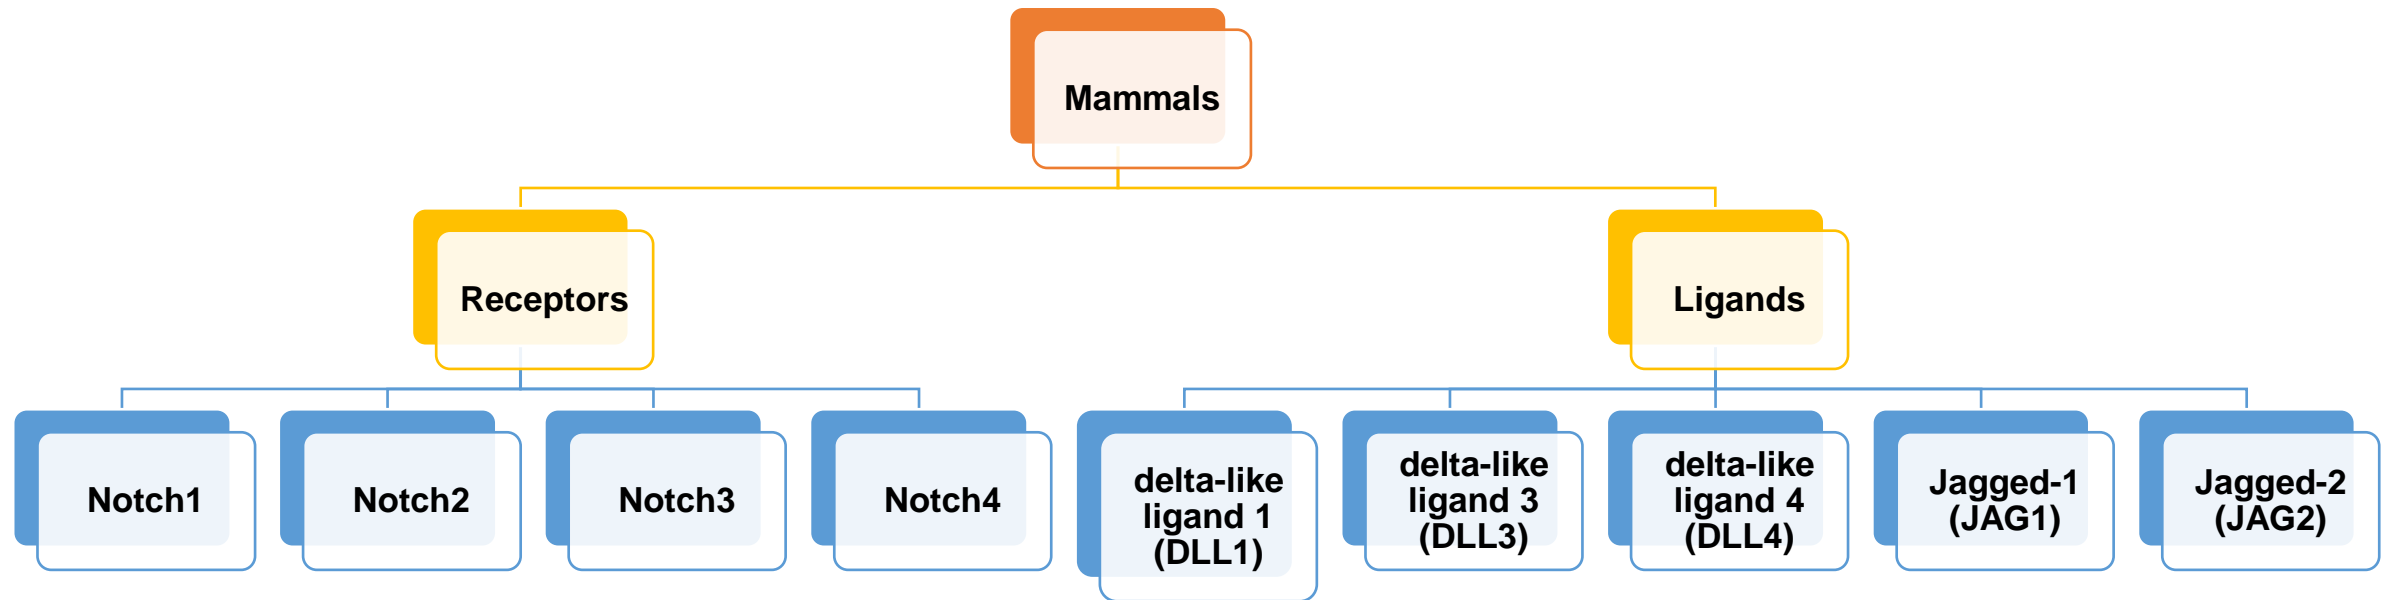 Mammals
Receptors
Ligands
Notch1
Notch2
Notch3
Notch4
delta-like
ligand 1
(DLL1)
delta-like
ligand 3
(DLL3)
delta-like
ligand 4
(DLL4)
Jagged-1
(JAG1)
Jagged-2
(JAG2)